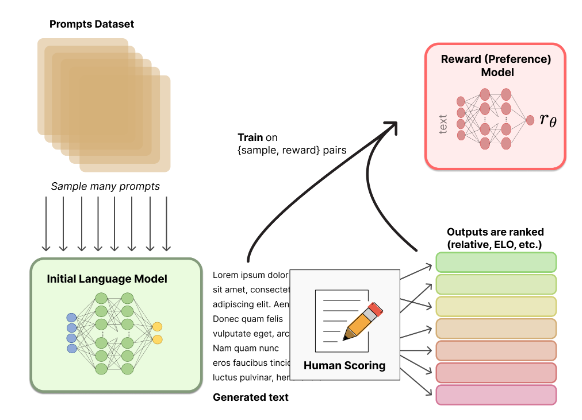 Prompts Dataset
Sample many prompts
Initial Language Model
Train on
{sample, reward} pairs
Reward (Preference)
Model
text
rθ
Outputs are ranked
(relative, ELO, etc.)
Lorem ipsum dolor
sit amet, consectet
adipiscing elit. Aen
Donec quam felis
vulputate eget, arc
Nam quam nunc
eros faucibus tincid
luctus pulvinar, her
Human Scoring
Generated text